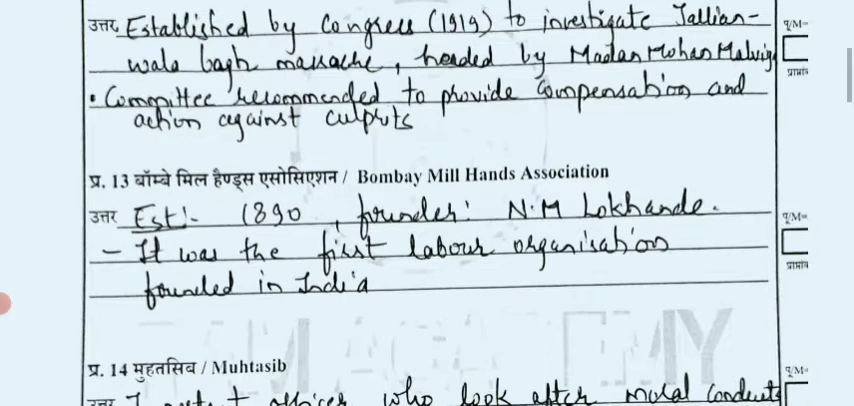 उत्तर Established by Congress (1919) to investigate Jallian-
wala bagh massacre, headed by Madan Mohan Malviya
• Committee recommended to provide compensation and
action against culprits
पू/M-
प्राप्तां
प्र. 13 बॉम्बे मिल हैण्ड्स एसोसिएशन / Bombay Mill Hands Association
उत्तर Est:- 1890, founder: N.M Lokhande.
- It was the first labour organisation
founded in India
पू/M-
प्राप्तां
प्र. 14 मुहतसिब / Muhtasib
पू/M-
who look after moral conducts